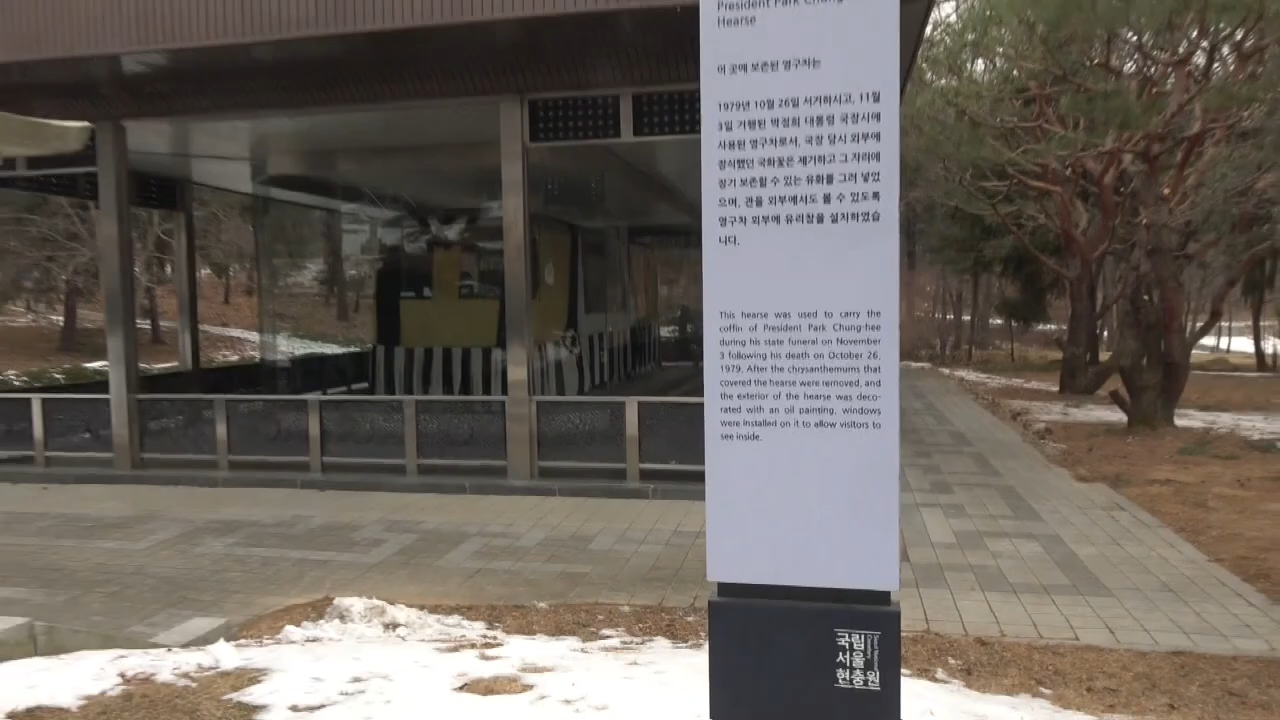 President Park Chung-
Hearse
이 곳에 보존된 영구차는
1979년 10월 26일 서거하시고, 11월
3일 거행된 박정희 대통령 국장시에
사용된 영구차로서, 국장 당시 외부에
장식했던 국화꽃은 제거하고 그 자리에
장기 보존할 수 있는 유화를 그려 넣었
으며, 관을 외부에서도 볼 수 있도록
영구차 외부에 유리창을 설치하였습
니다.
This hearse was used to carry the
coffin of President Park Chung-hee
during his state funeral on November
3 following his death on October 26,
1979. After the chrysanthemums that
covered the hearse were removed, and
the exterior of the hearse was deco-
rated with an oil painting, windows
were installed on it to allow visitors to
see inside.
국립
서울
현충원
Seoul National
Cemetery